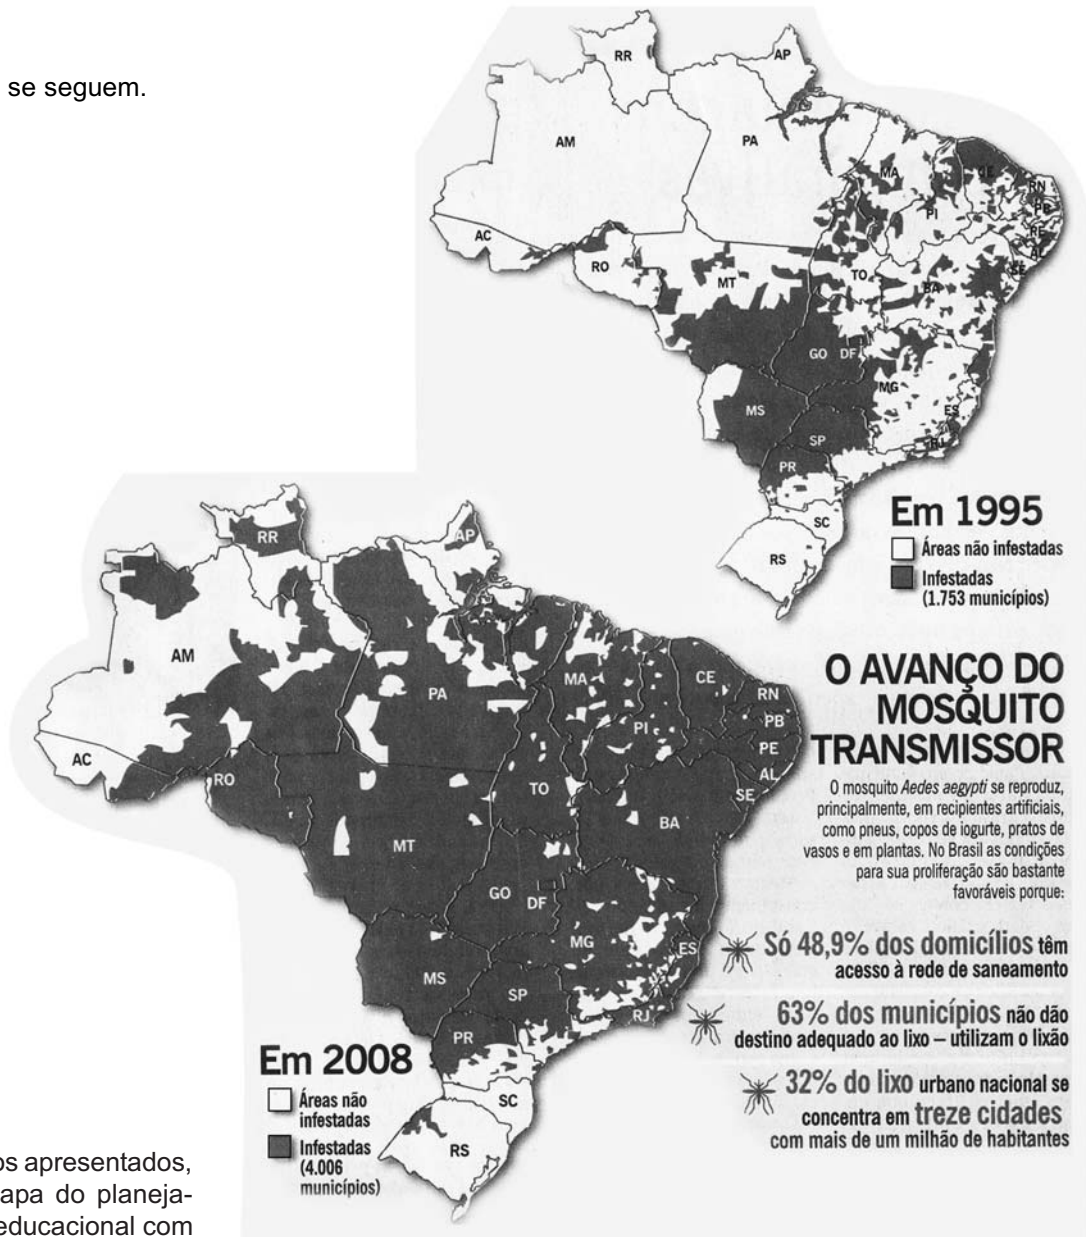 se seguem.
RR
AP
AM
PA
MA
CE
RN
PB
PI
PE
AL
SE
AC
RO
TO
MT
BA
GO DF
MG
MS
ES
SP
RJ
PR
SC
RS
Em 1995
Áreas não infestadas
Infestadas
(1.753 municípios)
RR
AP
AM
PA
MA
CE
RN
PB
PI
PE
AL
SE
AC
RO
TO
BA
MT
GO
DF
MG
ES
MS
SP
RJ
PR
SC
RS
Em 2008
Áreas não
infestadas
Infestadas
(4.006
municípios)
O AVANÇO DO
MOSQUITO
TRANSMISSOR
O mosquito Aedes aegypti se reproduz,
principalmente, em recipientes artificiais,
como pneus, copos de iogurte, pratos de
vasos e em plantas. No Brasil as condições
para sua proliferação são bastante
favoráveis porque:
Só 48,9% dos domicílios têm
acesso à rede de saneamento
63% dos municípios não dão
destino adequado ao lixo – utilizam o lixão
32% do lixo urbano nacional se
concentra em treze cidades
com mais de um milhão de habitantes
os apresentados,
apa do planeja-
educacional com